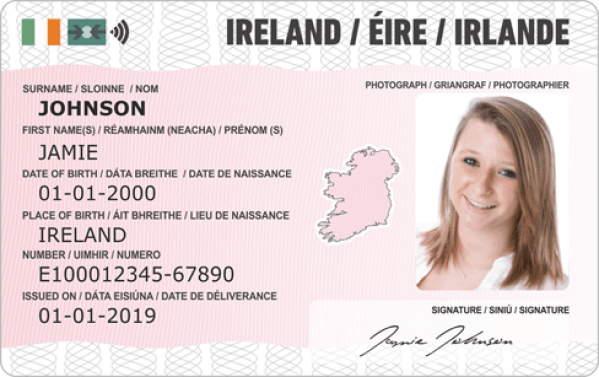 IRELAND / ÉIRE / IRLANDE
SURNAME / SLOINNE / NOM
JOHNSON
FIRST NAME(S) / RÉAMHAINM (NEACHA) / PRÉNOM (S)
JAMIE
DATE OF BIRTH / DÁTA BREITHE / DATE DE NAISSANCE
01-01-2000
PLACE OF BIRTH / ÁIT BHREITHE / LIEU DE NAISSANCE
IRELAND
NUMBER / UIMHIR / NUMERO
E100012345-67890
ISSUED ON / DÁTA EISIÚNA / DATE DE DÉLIVERANCE
01-01-2019
PHOTOGRAPH / GRIANGRAF / PHOTOGRAPHIER
SIGNATURE / SINIÚ / SIGNATURE
Jamie Johnson